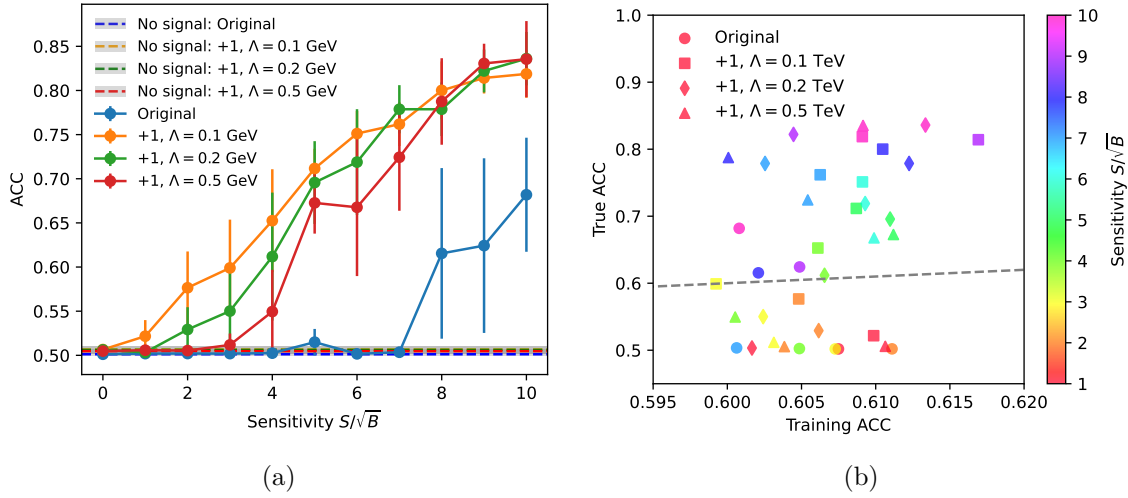 No signal: Original
No signal: +1, Λ = 0.1 GeV
No signal: +1, Λ = 0.2 GeV
No signal: +1, Λ = 0.5 GeV
Original
+1, Λ = 0.1 GeV
+1, Λ = 0.2 GeV
+1, Λ = 0.5 GeV
0.85
0.80
0.75
0.70
0.65
0.60
0.55
0.50
ACC
0 2 4 6 8 10
Sensitivity S/√B
(a)
Original
+1, Λ = 0.1 TeV
+1, Λ = 0.2 TeV
+1, Λ = 0.5 TeV
1.0
0.9
0.8
0.7
0.6
0.5
True ACC
0.595 0.600 0.605 0.610 0.615 0.620
Training ACC
10
9
8
7
6
5
4
3
2
1
Sensitivity S/√B
(b)